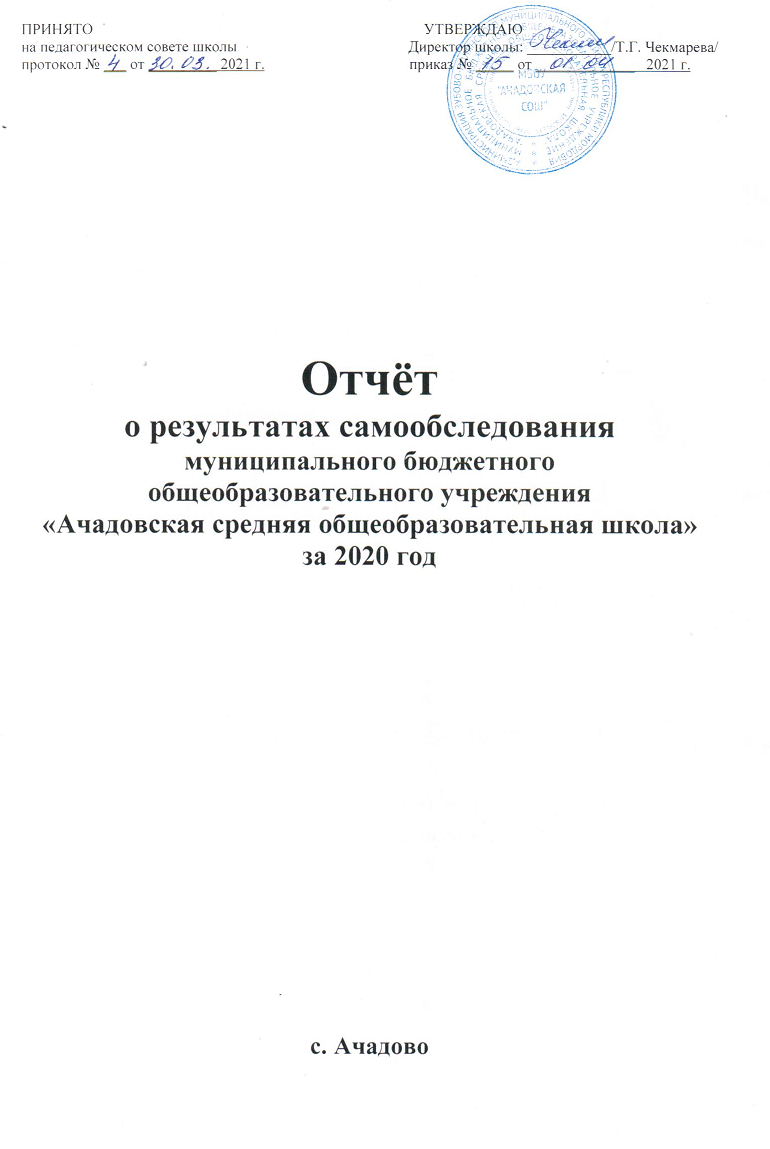 ПРИНЯТО
на педагогическом совете школы
протокол № 4 от 30.03. 2021 г.
УТВЕРЖДАЮ
Директор школы: /Т.Г. Чекмарева/
приказ № 15 от 01.04 2021 г.
МБОУ
"АЧАДОВСКАЯ
СОШ"
Отчёт
о результатах самообследования
муниципального бюджетного
общеобразовательного учреждения
«Ачадовская средняя общеобразовательная школа»
за 2020 год
с. Ачадово